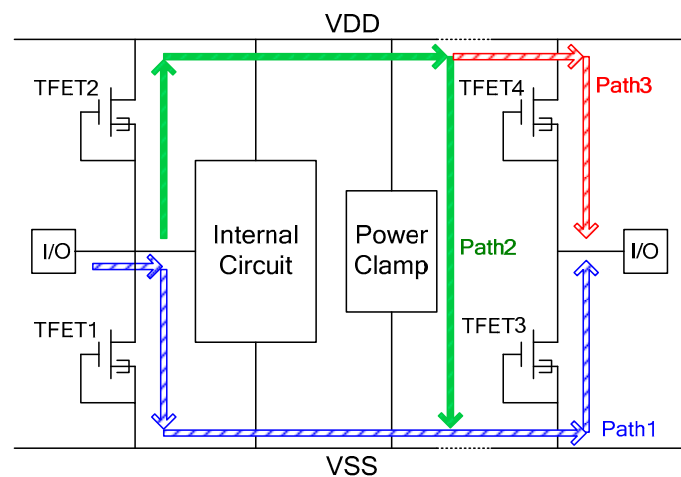 VDD
TFET2
TFET4
Path3
I/O
Internal
Circuit
Power
Clamp
Path2
I/O
TFET1
TFET3
Path1
VSS